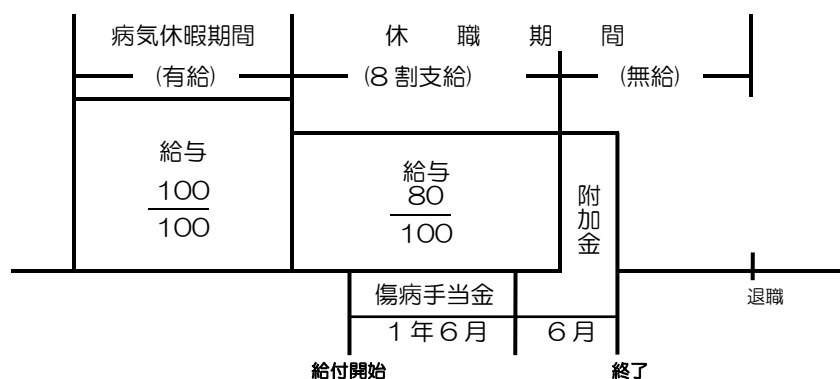 病気休暇期間
休職期間
(有給)
(8割支給)
(無給)
給与
100
100
給与
80
100
附加金
傷病手当金
退職
1年6月
6月
給付開始
終了